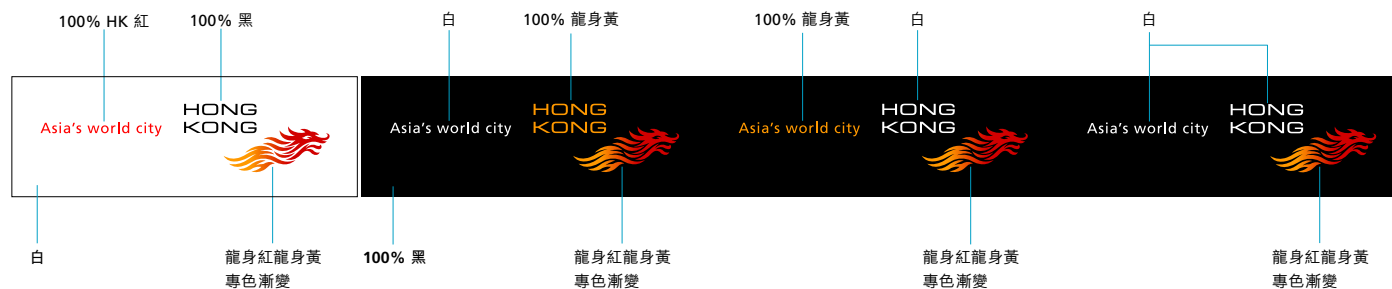 100% HK 紅
100% 黑
白
100% 龍身黃
100% 龍身黃
白
白
Asia's world city
HONG
KONG
Asia's world city
HONG
KONG
Asia's world city
HONG
KONG
Asia's world city
HONG
KONG
白
龍身紅龍身黃
專色漸變
100% 黑
龍身紅龍身黃
專色漸變
龍身紅龍身黃
專色漸變
龍身紅龍身黃
專色漸變